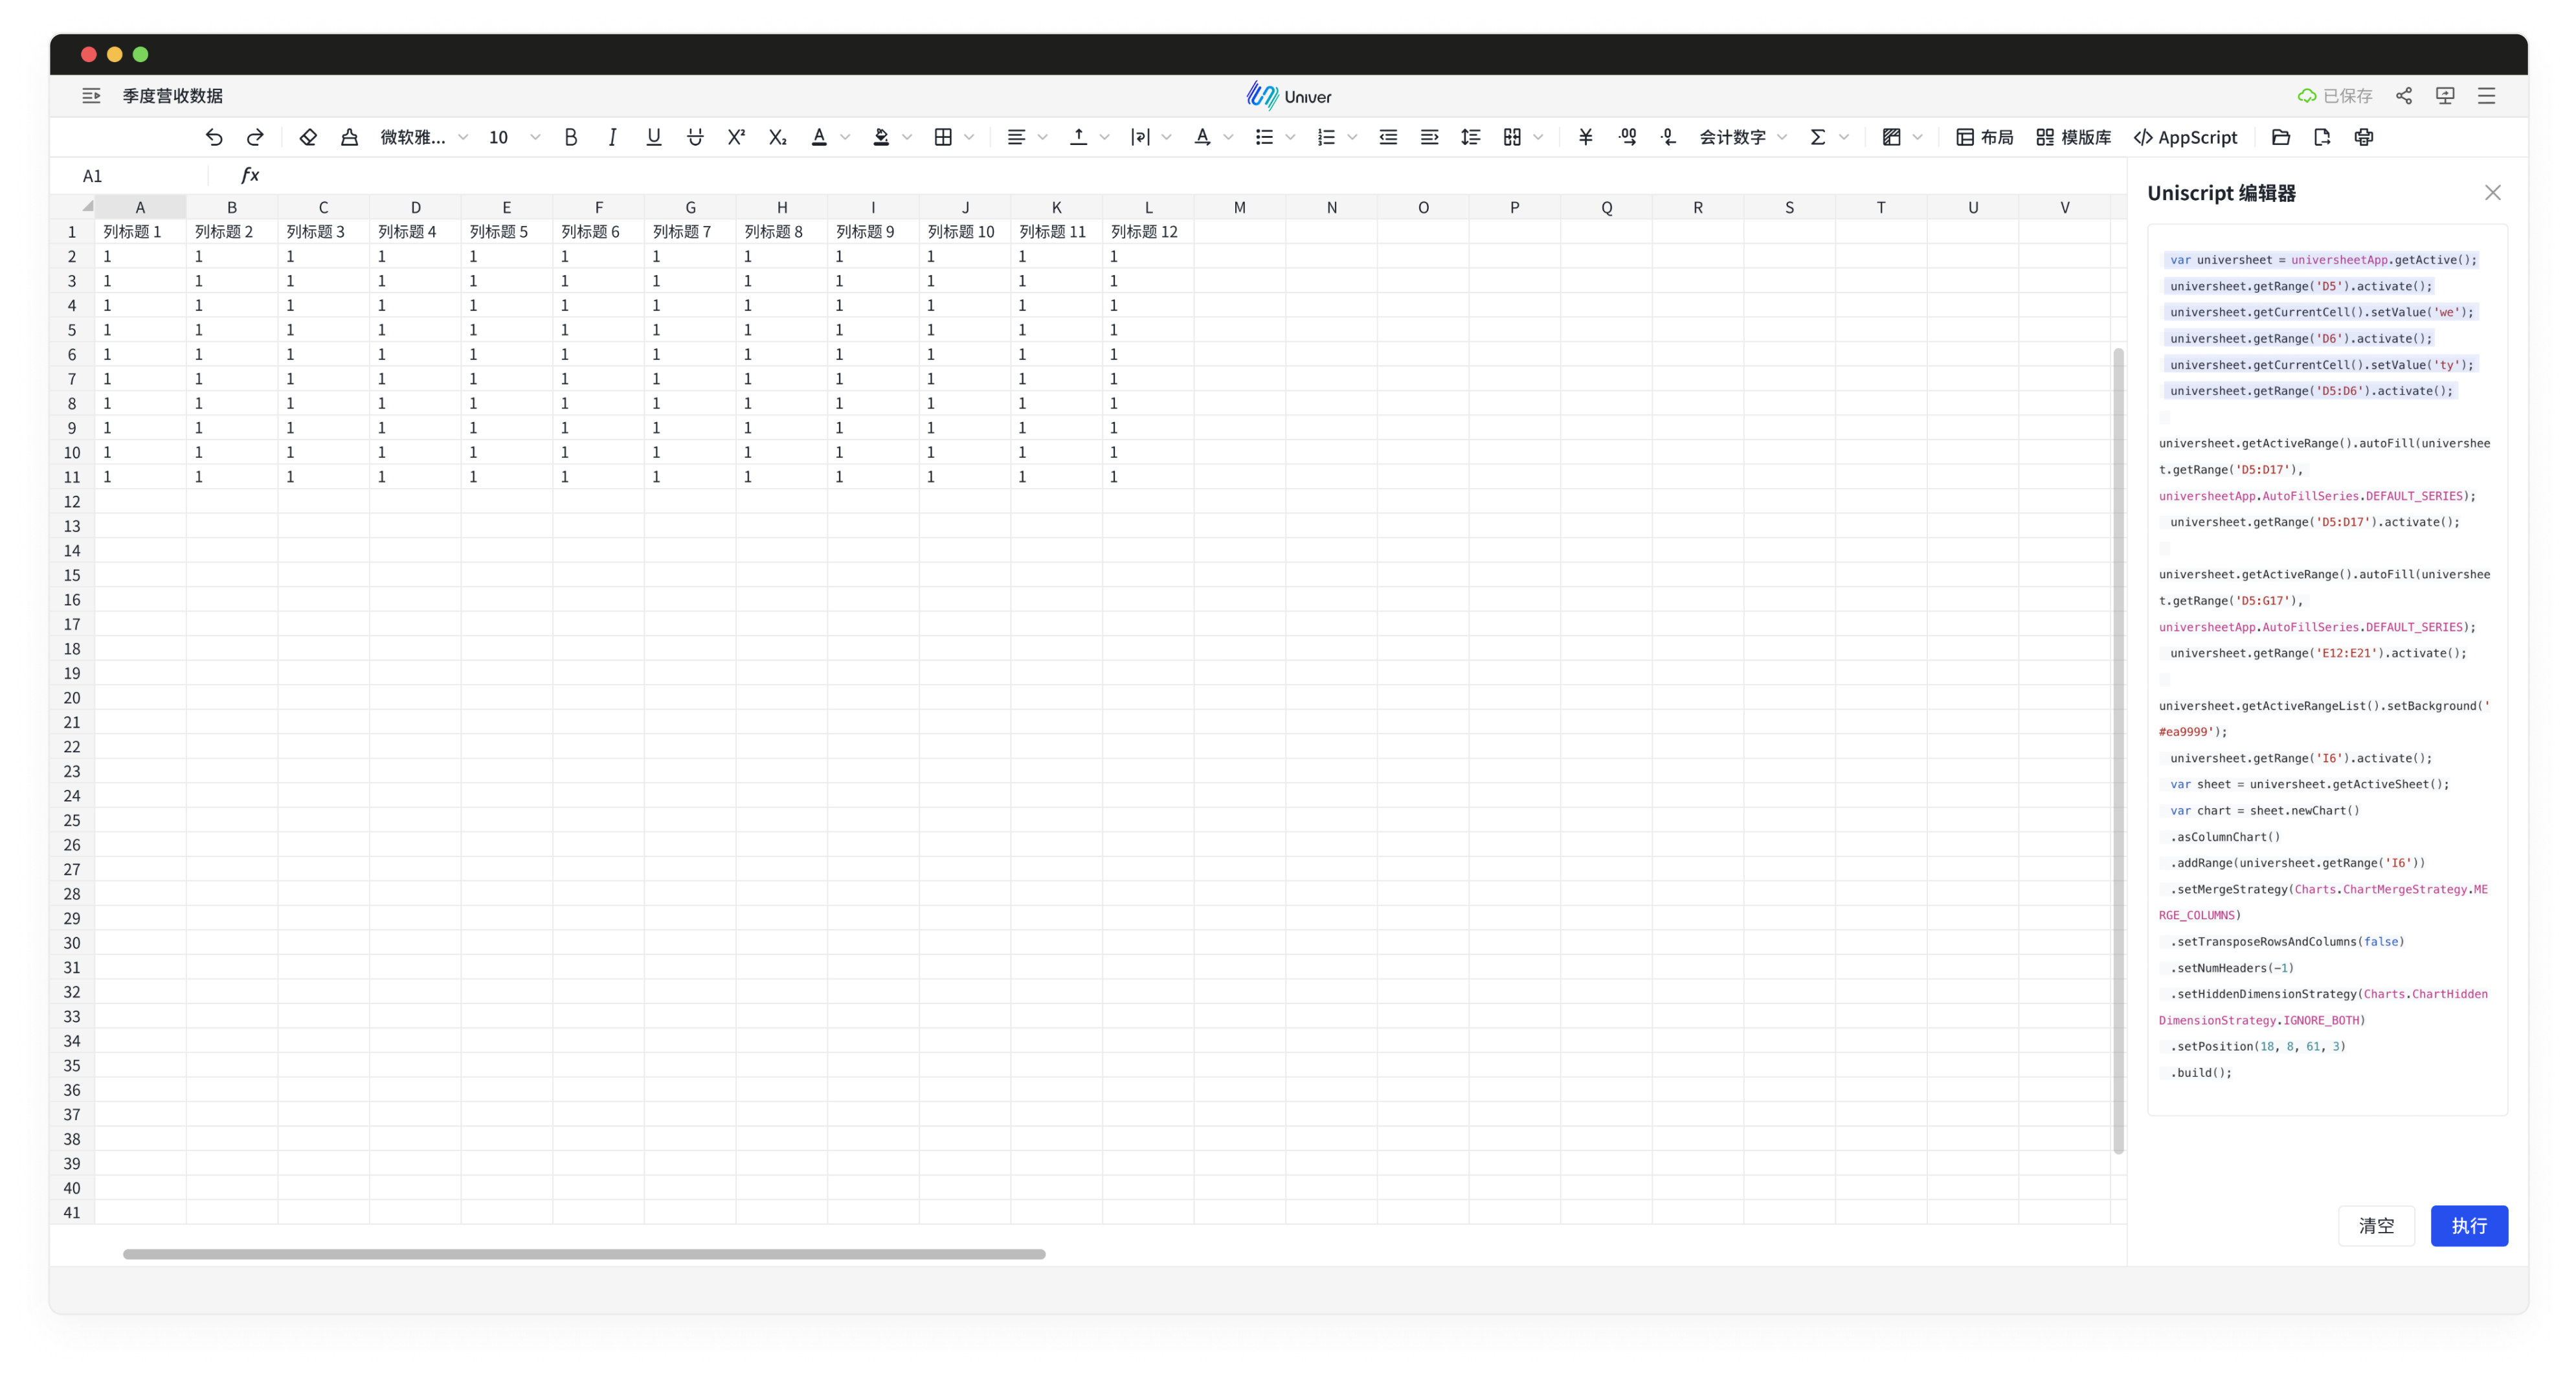 季度营收数据
Univer
已保存
微软雅...
10
B
I
U
X²
X₂
A
A
¥
.00
.0
会计数字
Σ
布局
模版库
</> AppScript
A1
fx
A B C D E F G H I J K L M N O P Q R S T U V
1 列标题 1 列标题 2 列标题 3 列标题 4 列标题 5 列标题 6 列标题 7 列标题 8 列标题 9 列标题 10 列标题 11 列标题 12
2 1 1 1 1 1 1 1 1 1 1 1 1
3 1 1 1 1 1 1 1 1 1 1 1 1
4 1 1 1 1 1 1 1 1 1 1 1 1
5 1 1 1 1 1 1 1 1 1 1 1 1
6 1 1 1 1 1 1 1 1 1 1 1 1
7 1 1 1 1 1 1 1 1 1 1 1 1
8 1 1 1 1 1 1 1 1 1 1 1 1
9 1 1 1 1 1 1 1 1 1 1 1 1
10 1 1 1 1 1 1 1 1 1 1 1 1
11 1 1 1 1 1 1 1 1 1 1 1 1
12
13
14
15
16
17
18
19
20
21
22
23
24
25
26
27
28
29
30
31
32
33
34
35
36
37
38
39
40
41
Uniscript 编辑器
var universheet = universheetApp.getActive();
universheet.getRange('D5').activate();
universheet.getCurrentCell().setValue('we');
universheet.getRange('D6').activate();
universheet.getCurrentCell().setValue('ty');
universheet.getRange('D5:D6').activate();
universheet.getActiveRange().autoFill(univershee
t.getRange('D5:D17'),
universheetApp.AutoFillSeries.DEFAULT_SERIES);
universheet.getRange('D5:D17').activate();
universheet.getActiveRange().autoFill(univershee
t.getRange('D5:G17'),
universheetApp.AutoFillSeries.DEFAULT_SERIES);
universheet.getRange('E12:E21').activate();
universheet.getActiveRangeList().setBackground('
#ea9999');
universheet.getRange('I6').activate();
var sheet = universheet.getActiveSheet();
var chart = sheet.newChart()
.asColumnChart()
.addRange(universheet.getRange('I6'))
.setMergeStrategy(Charts.ChartMergeStrategy.ME
RGE_COLUMNS)
.setTransposeRowsAndColumns(false)
.setNumHeaders(-1)
.setHiddenDimensionStrategy(Charts.ChartHidden
DimensionStrategy.IGNORE_BOTH)
.setPosition(18, 8, 61, 3)
.build();
清空
执行